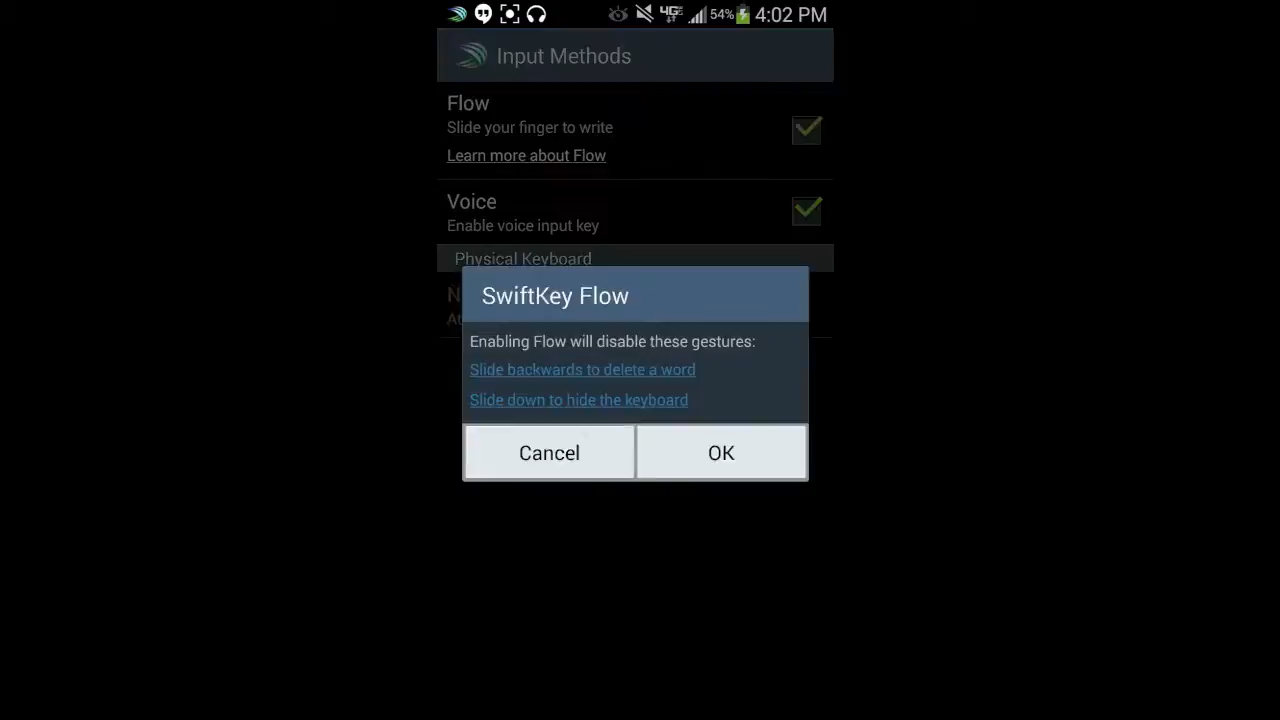 54% 4:02 PM
Input Methods
Flow
Slide your finger to write
Learn more about Flow
Voice
Enable voice input key
Physical Keyboard
SwiftKey Flow
Enabling Flow will disable these gestures:
Slide backwards to delete a word
Slide down to hide the keyboard
Cancel OK